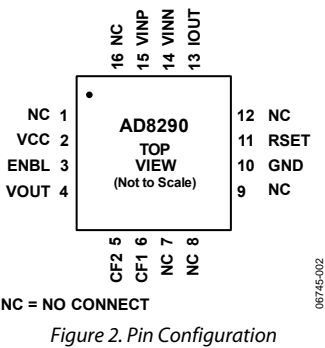 16 NC
15 VINP
14 VINN
13 IOUT
NC 1
VCC 2
ENBL 3
VOUT 4
AD8290
TOP
VIEW
(Not to Scale)
12 NC
11 RSET
10 GND
9 NC
CF2 5
CF1 6
NC 7
NC 8
NC = NO CONNECT
06745-002
Figure 2. Pin Configuration